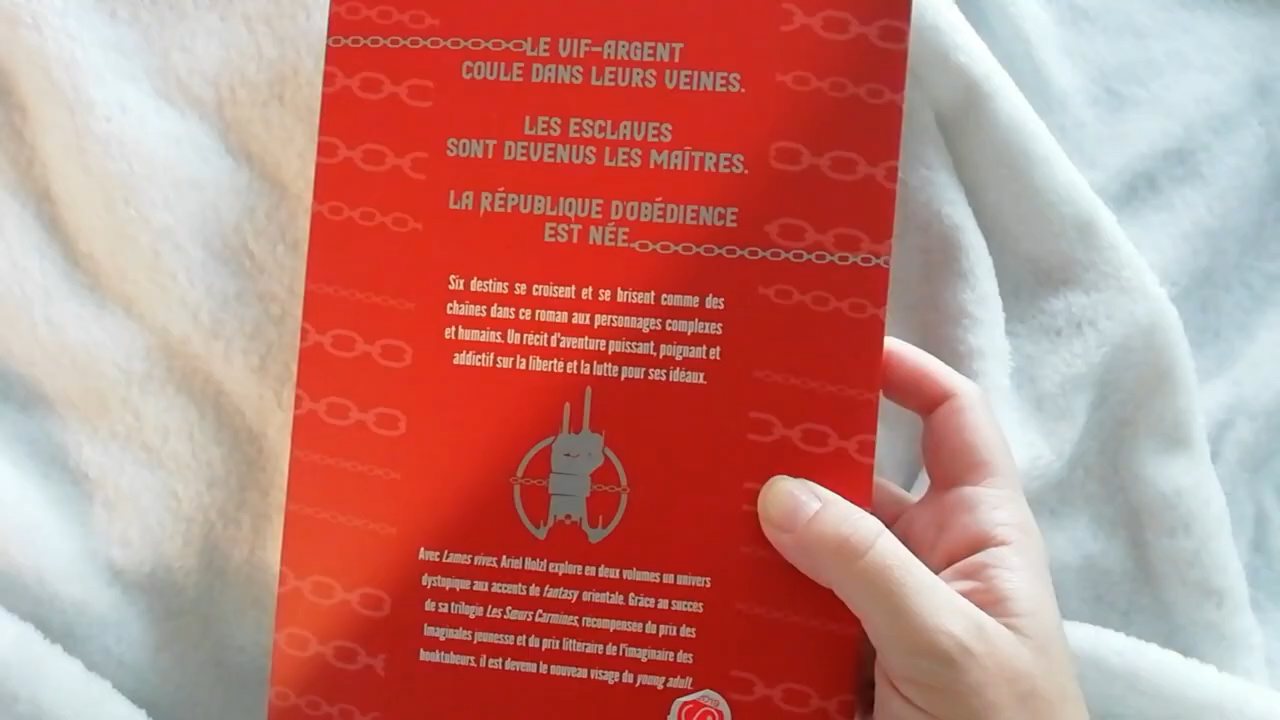 LE VIF-ARGENT
COULE DANS LEURS VEINES.
LES ESCLAVES
SONT DEVENUS LES MAÎTRES.
LA RÉPUBLIQUE D'OBÉDIENCE
EST NÉE.
Six destins se croisent et se brisent comme des
chaînes dans ce roman aux personnages complexes
et humains. Un récit d'aventure puissant, poignant et
addictif sur la liberté et la lutte pour ses idéaux.
Avec Lames vives, Ariel Holzl explore en deux volumes un univers
dystopique aux accents de fantasy orientale. Grâce au succès
de sa trilogie Les Sœurs Carmines, récompensée du prix des
Imaginales jeunesse et du prix littéraire de l'imaginaire des
booktubeurs, il est devenu le nouveau visage du young adult.
2019